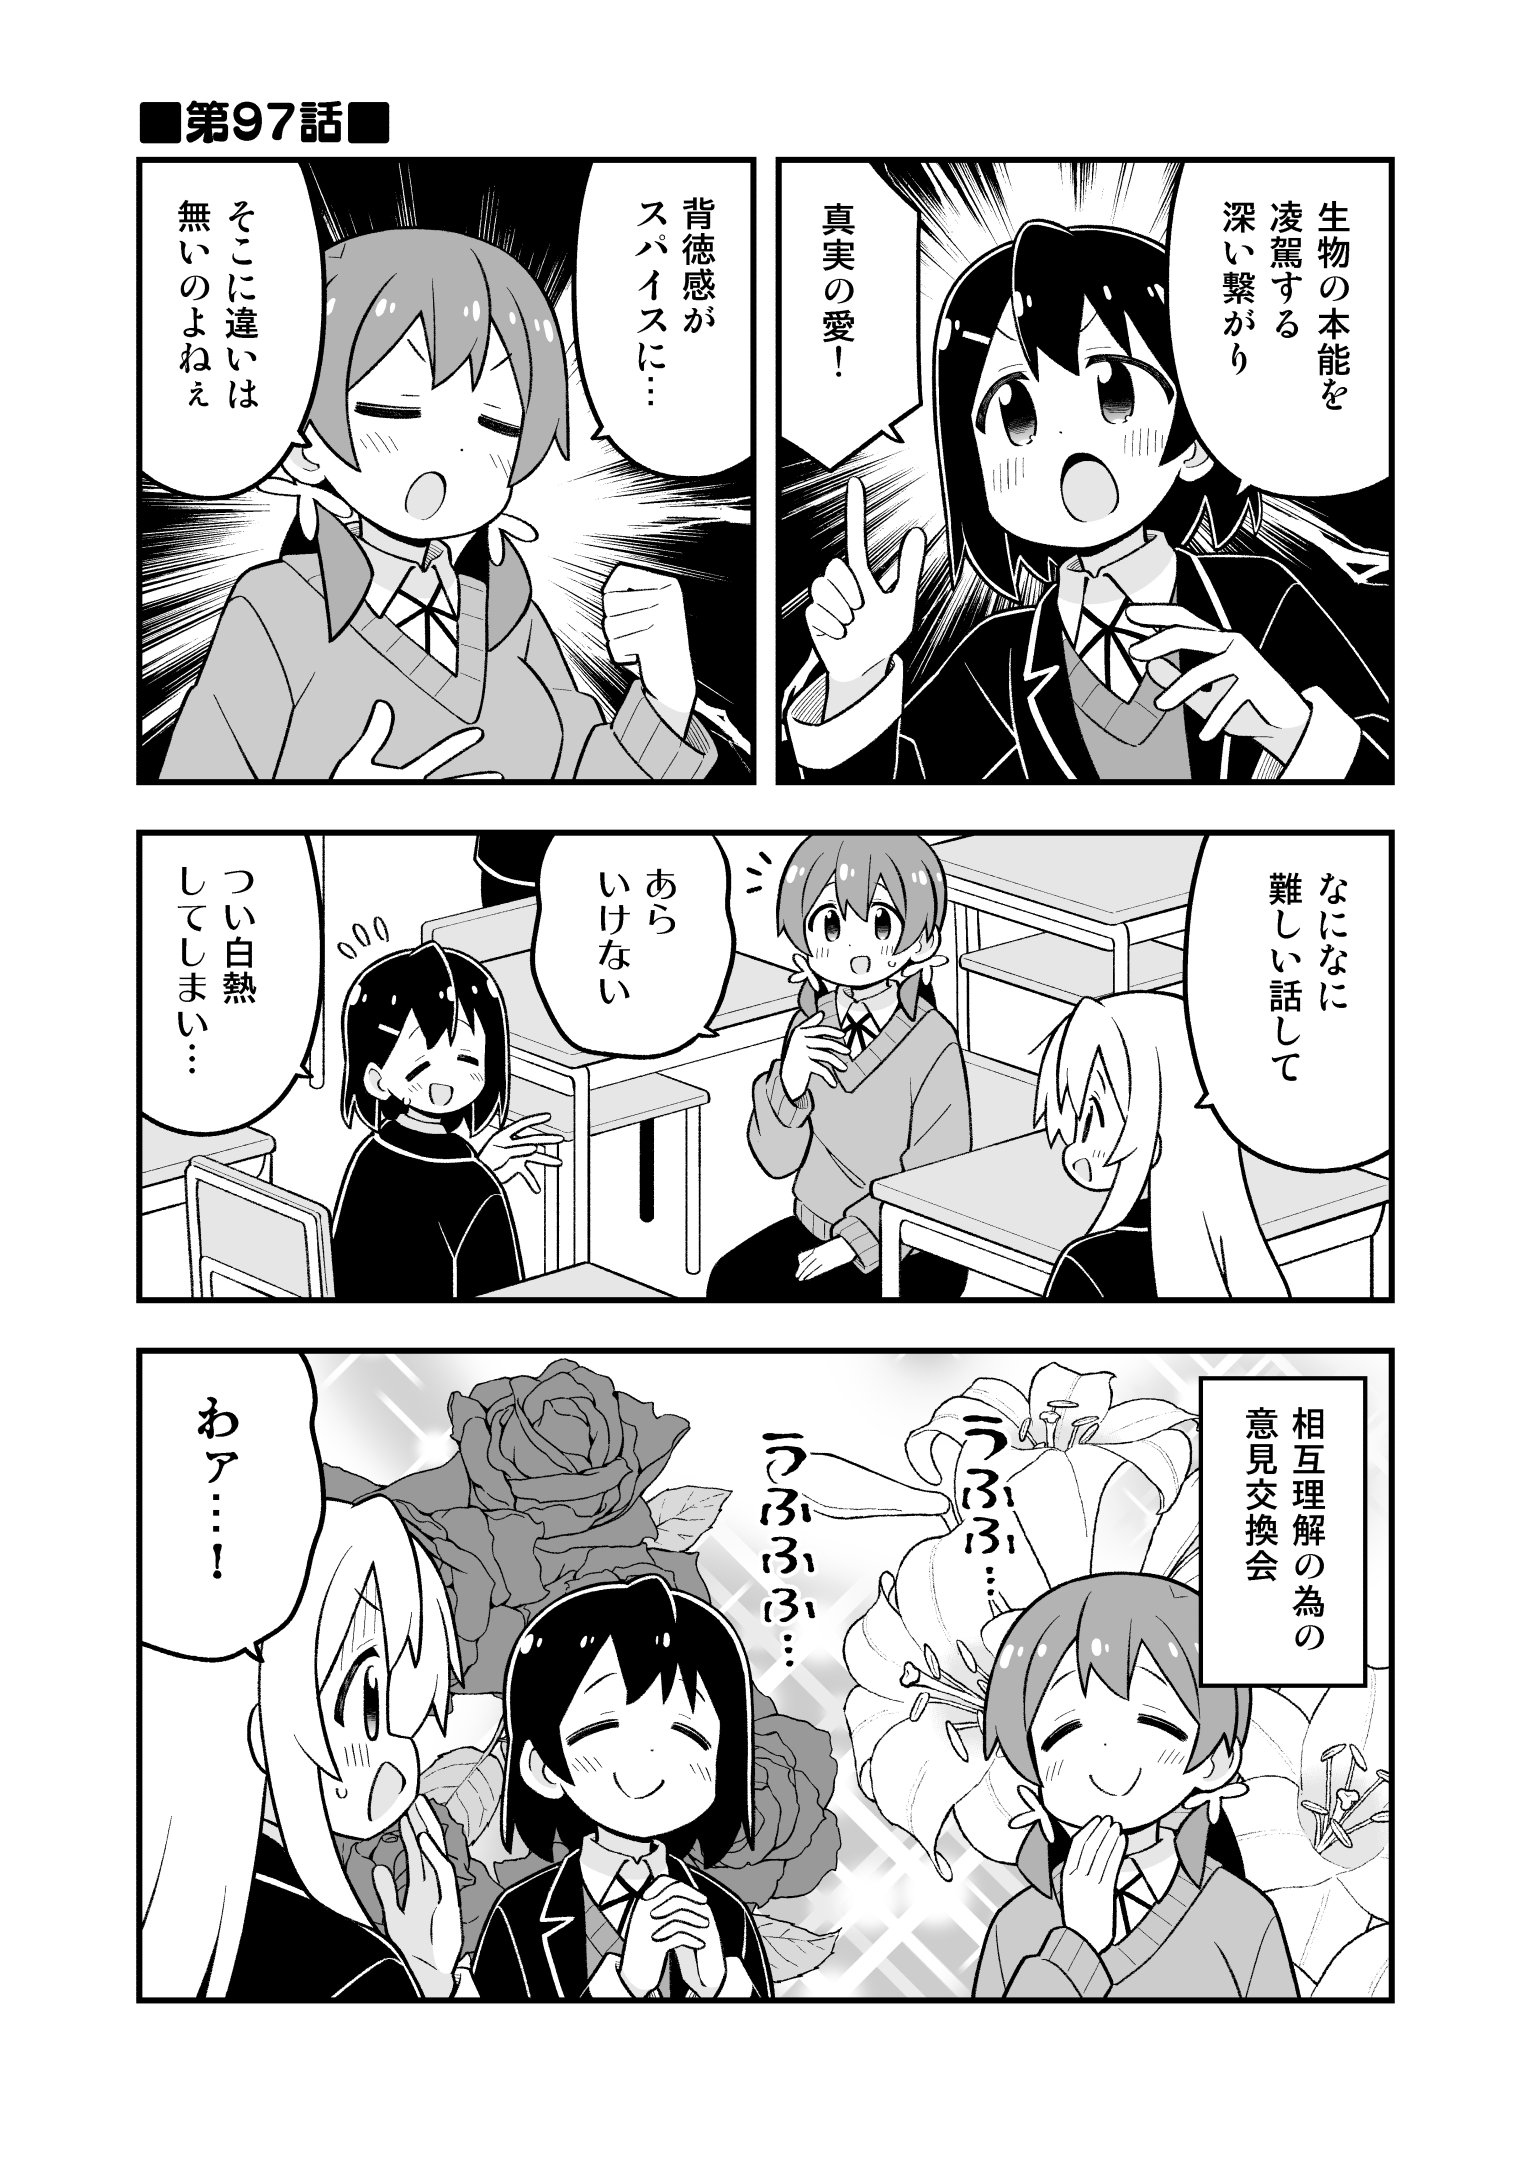 ■第97話■
生物の本能を
凌駕する
深い繋がり
真実の愛！
背徳感が
スパイスに…
そこに違いは
無いのよねぇ
なになに
難しい話して
あら
いけない
つい白熱
してしまい…
相互理解の為の
意見交換会
うふふ…
うふふふ…
わァ…！